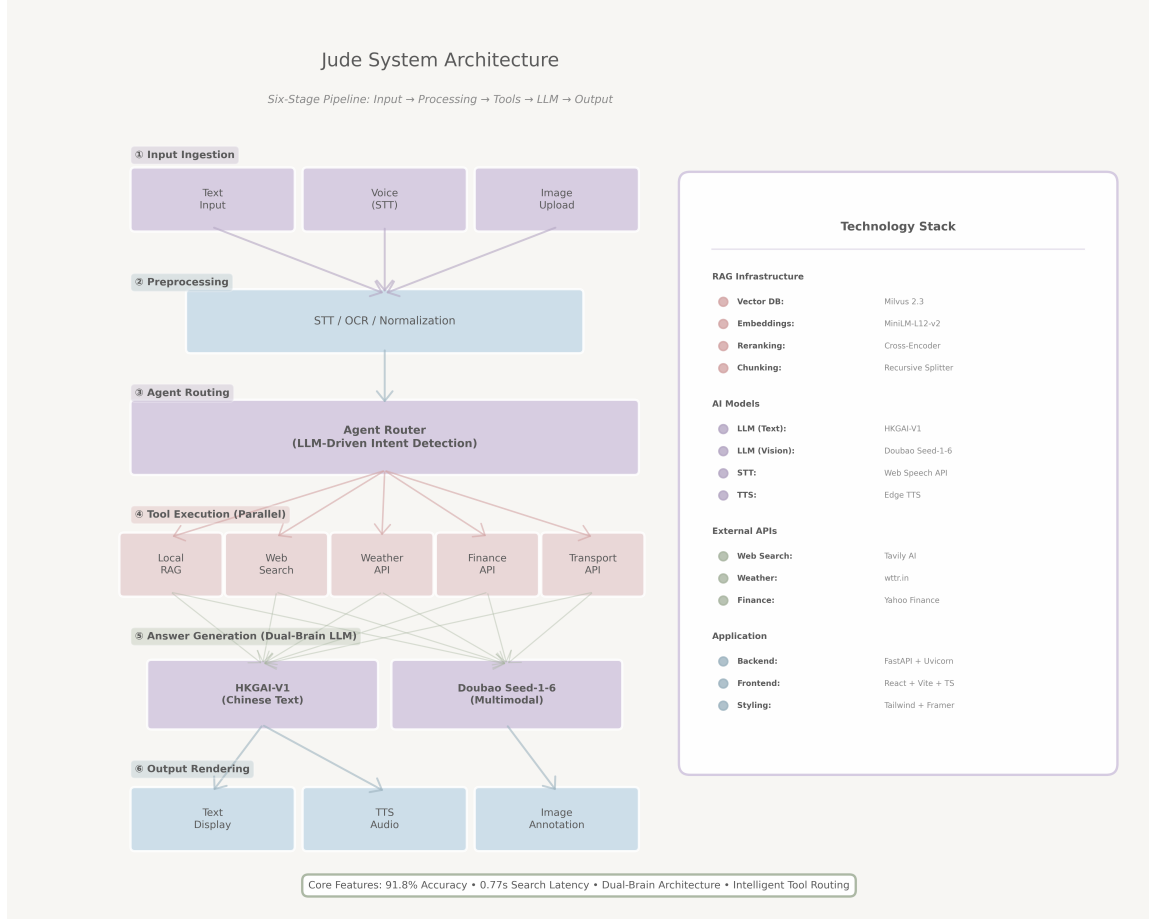 Jude System Architecture
Six-Stage Pipeline: Input → Processing → Tools → LLM → Output
① Input Ingestion
Text
Input
Voice
(STT)
Image
Upload
② Preprocessing
STT / OCR / Normalization
③ Agent Routing
Agent Router
(LLM-Driven Intent Detection)
④ Tool Execution (Parallel)
Local
RAG
Web
Search
Weather
API
Finance
API
Transport
API
⑤ Answer Generation (Dual-Brain LLM)
HKGAI-V1
(Chinese Text)
Doubao Seed-1-6
(Multimodal)
⑥ Output Rendering
Text
Display
TTS
Audio
Image
Annotation
Technology Stack
RAG Infrastructure
Vector DB: Milvus 2.3
Embeddings: MiniLM-L12-v2
Reranking: Cross-Encoder
Chunking: Recursive Splitter
AI Models
LLM (Text): HKGAI-V1
LLM (Vision): Doubao Seed-1-6
STT: Web Speech API
TTS: Edge TTS
External APIs
Web Search: Tavily AI
Weather: wttr.in
Finance: Yahoo Finance
Application
Backend: FastAPI + Uvicorn
Frontend: React + Vite + TS
Styling: Tailwind + Framer
Core Features: 91.8% Accuracy • 0.77s Search Latency • Dual-Brain Architecture • Intelligent Tool Routing